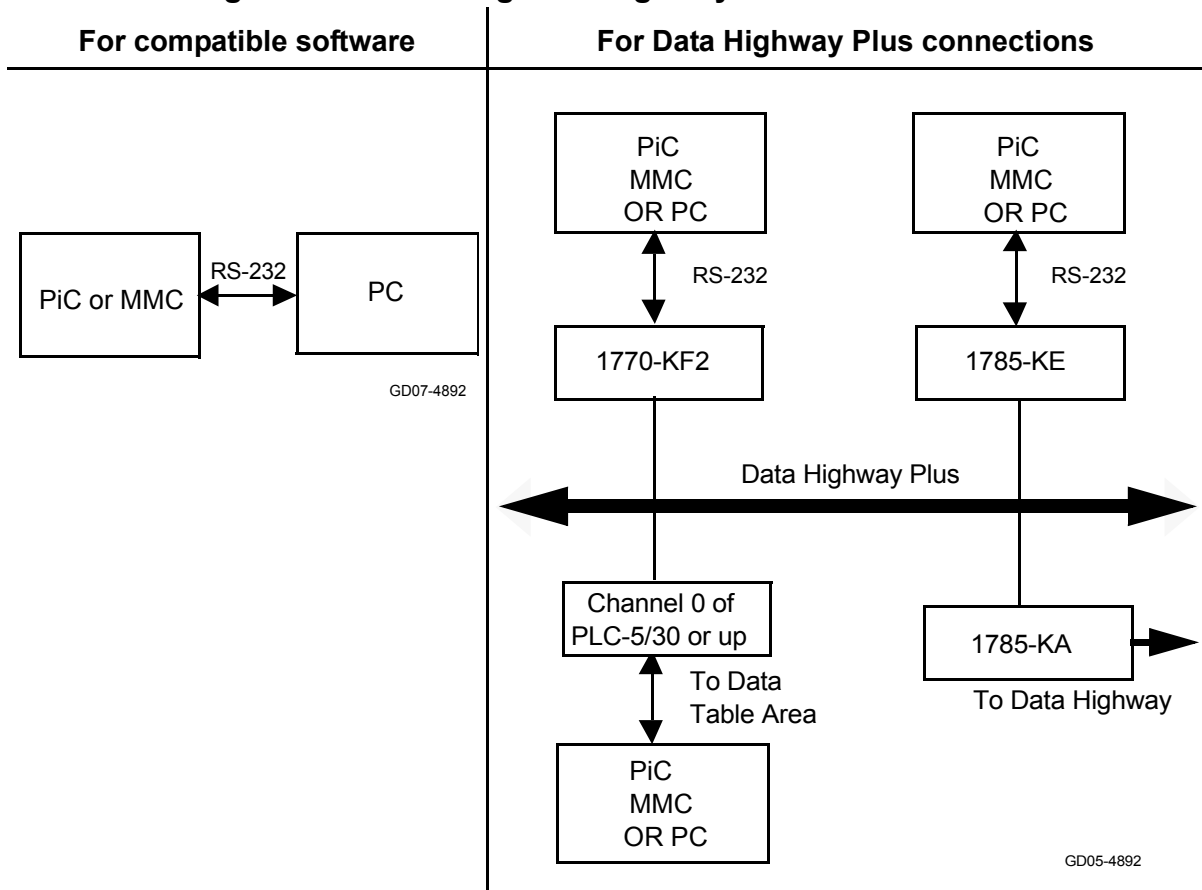 For compatible software
For Data Highway Plus connections
PiC or MMC
RS-232
PC
GD07-4892
PiC
MMC
OR PC
RS-232
1770-KF2
PiC
MMC
OR PC
RS-232
1785-KE
Data Highway Plus
Channel 0 of
PLC-5/30 or up
To Data
Table Area
PiC
MMC
OR PC
1785-KA
To Data Highway
GD05-4892